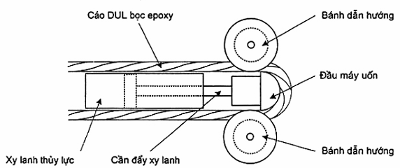 Cáo DUL bọc epoxy
Bánh dẫn hướng
Đầu máy uốn
Xy lanh thủy lực
Cần đẩy xy lanh
Bánh dẫn hướng